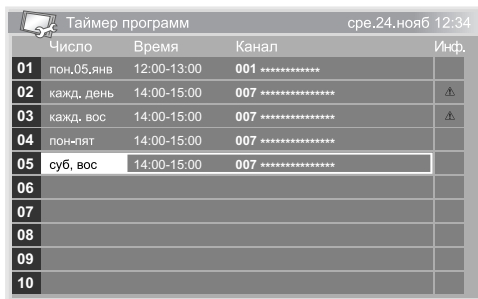 Таймер программ сре.24.нояб 12:34
Число Время Канал Инф.
01 пон.05.янв 12:00-13:00 001 ************
02 кажд. день 14:00-15:00 007 ***************
03 кажд. вос 14:00-15:00 007 ***************
04 пон-пят 14:00-15:00 007 ***************
05 суб, вос 14:00-15:00 007 ***************
06
07
08
09
10